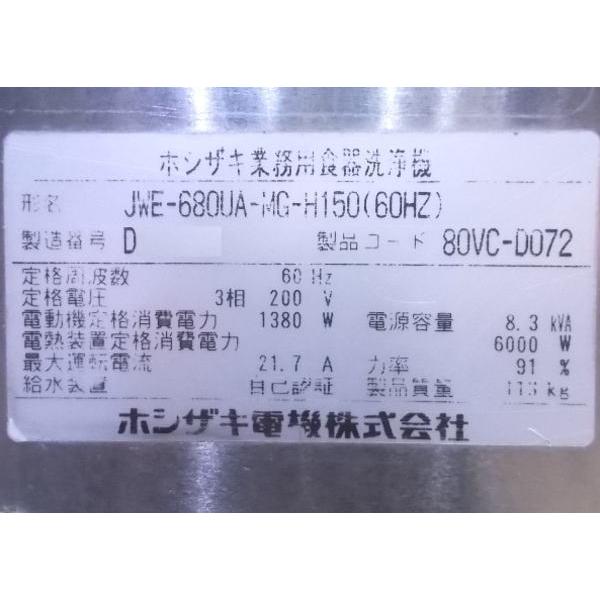 ホシザキ業務用食器洗浄機
形名 JWE-680UA-MG-H150(60HZ)
製造番号 D 製品コード 80VC-D072
定格周波数 60 Hz
定格電圧 3相 200 V
電動機定格消費電力 1380 W 電源容量 8.3 kVA
電熱装置定格消費電力 6000 W
最大運転電流 21.7 A 力率 91 %
給水装置 自己認証 製品質量 113 kg
ホシザキ電機株式会社